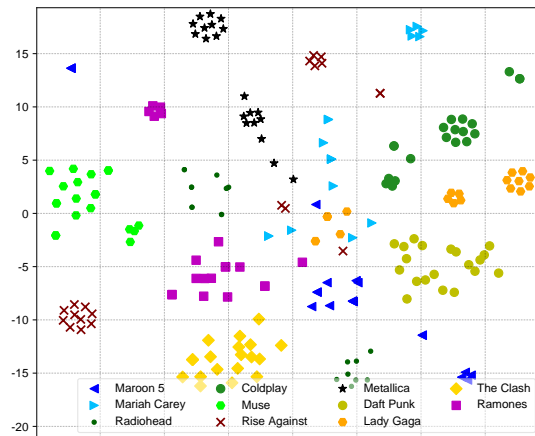 15
10
5
0
-5
-10
-15
-20
Maroon 5 Coldplay Metallica The Clash
Mariah Carey Muse Daft Punk Ramones
Radiohead Rise Against Lady Gaga